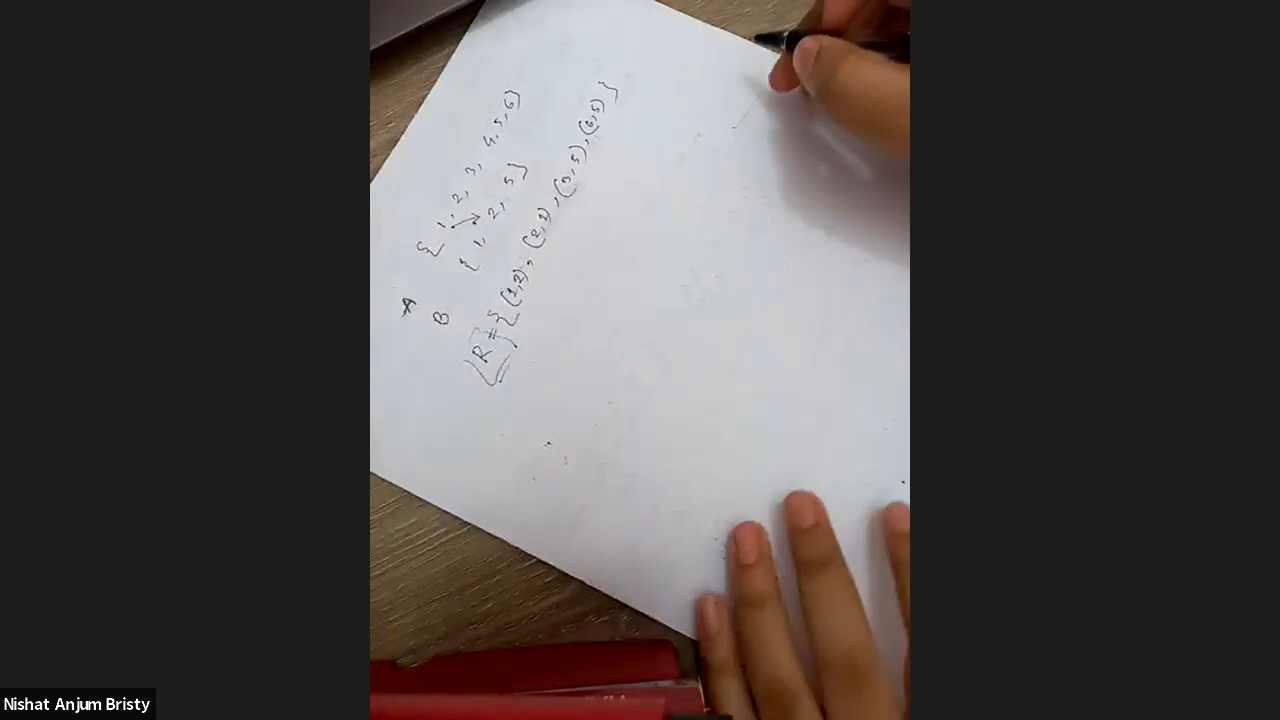 A { 1, 2, 3, 4, 5, 6}
B { 1, 2, 5 }
R = { (1,2), (2,1), (3,5), (6,5) }
Nishat Anjum Bristy